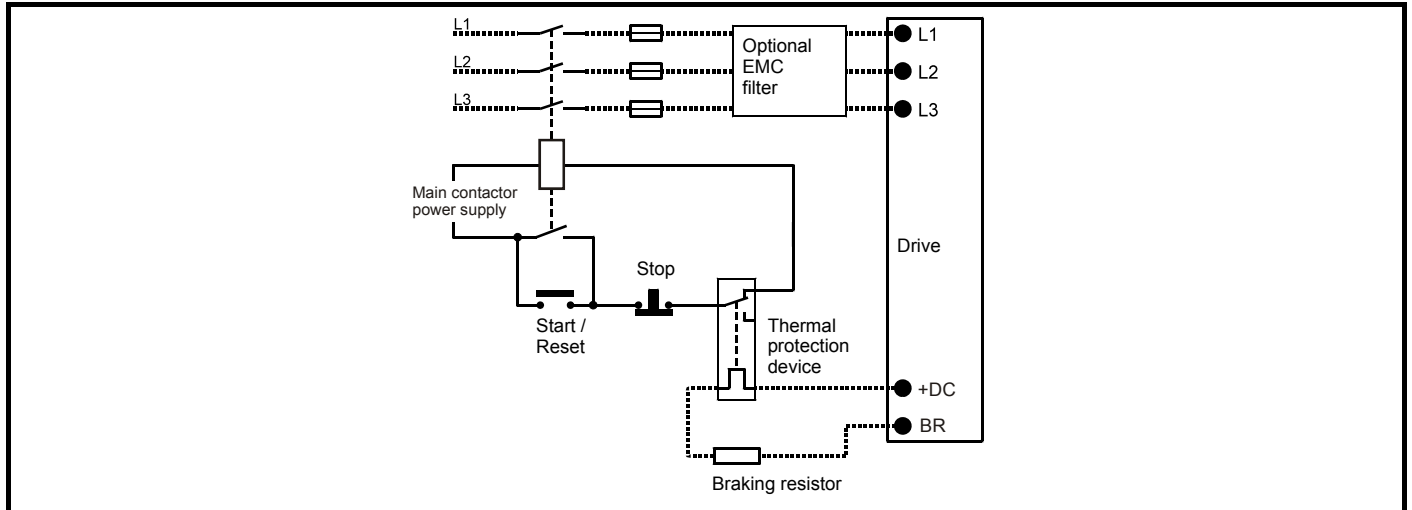 L1
L2
L3
Optional
EMC
filter
L1
L2
L3
Main contactor
power supply
Drive
Stop
Start /
Reset
Thermal
protection
device
+DC
BR
Braking resistor